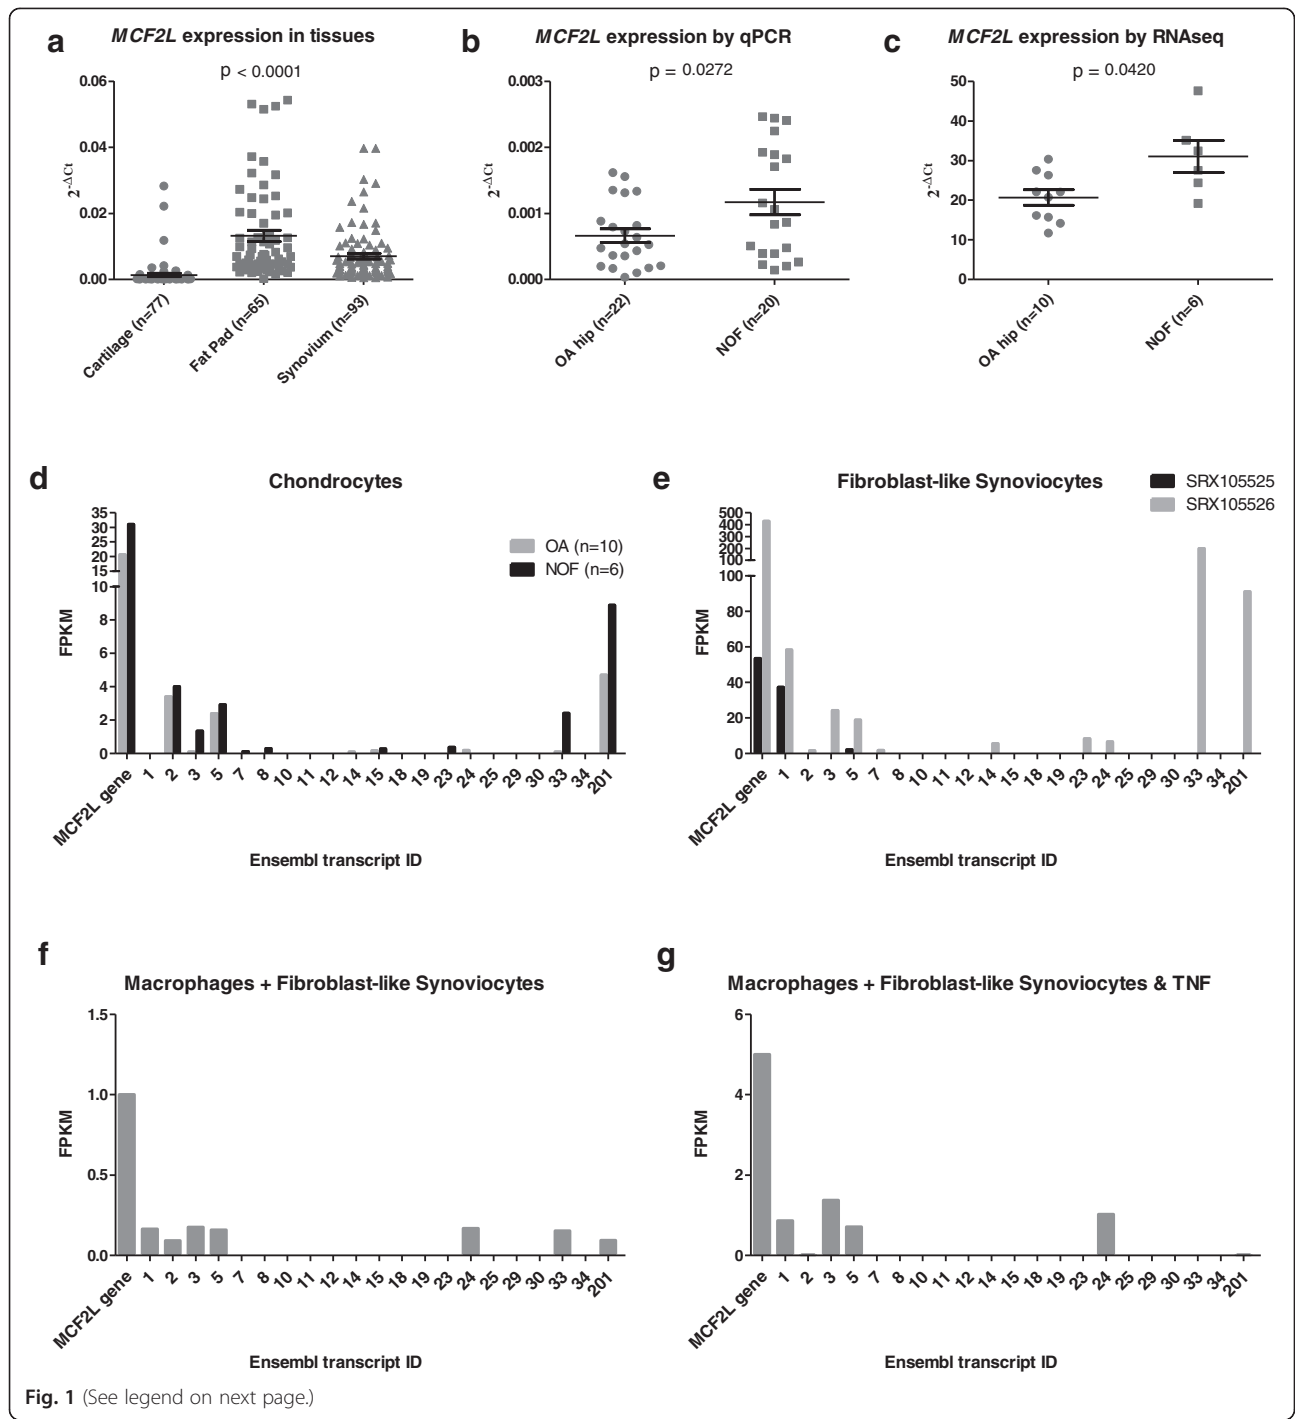 a
MCF2L expression in tissues
p < 0.0001
0.06
0.04
0.02
0.00
2^-ΔCt
Cartilage (n=77)
Fat Pad (n=65)
Synovium (n=93)
b
MCF2L expression by qPCR
p = 0.0272
0.003
0.002
0.001
0.000
2^-ΔCt
OA hip (n=22)
NOF (n=20)
c
MCF2L expression by RNAseq
p = 0.0420
50
40
30
20
10
0
2^-ΔCt
OA hip (n=10)
NOF (n=6)
d
Chondrocytes
OA (n=10)
NOF (n=6)
35
30
25
20
15
10
8
6
4
2
0
FPKM
MCF2L gene 1 2 3 5 7 8 10 11 12 14 15 18 19 23 24 25 29 30 33 34 201
Ensembl transcript ID
e
Fibroblast-like Synoviocytes
SRX105525
SRX105526
500
400
300
200
100
100
80
60
40
20
0
FPKM
MCF2L gene 1 2 3 5 7 8 10 11 12 14 15 18 19 23 24 25 29 30 33 34 201
Ensembl transcript ID
f
Macrophages + Fibroblast-like Synoviocytes
1.5
1.0
0.5
0.0
FPKM
MCF2L gene 1 2 3 5 7 8 10 11 12 14 15 18 19 23 24 25 29 30 33 34 201
Ensembl transcript ID
g
Macrophages + Fibroblast-like Synoviocytes & TNF
6
4
2
0
FPKM
MCF2L gene 1 2 3 5 7 8 10 11 12 14 15 18 19 23 24 25 29 30 33 34 201
Ensembl transcript ID
Fig. 1 (See legend on next page.)